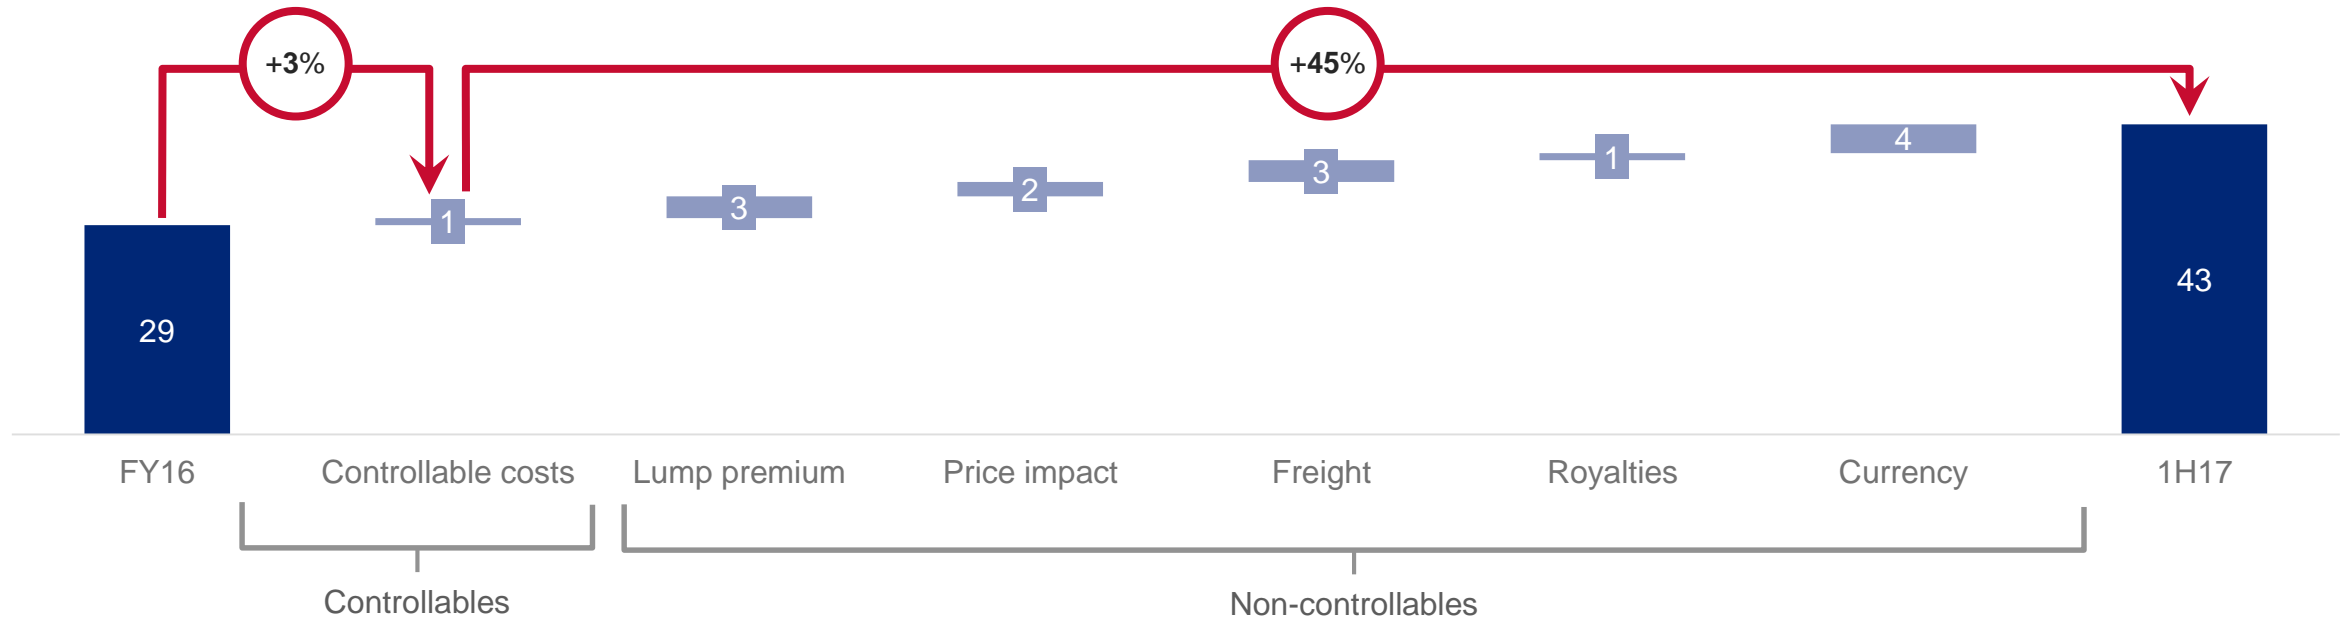 +3%
+45%
29
1
3
2
3
1
4
43
FY16
Controllable costs
Lump premium
Price impact
Freight
Royalties
Currency
1H17
Controllables
Non-controllables